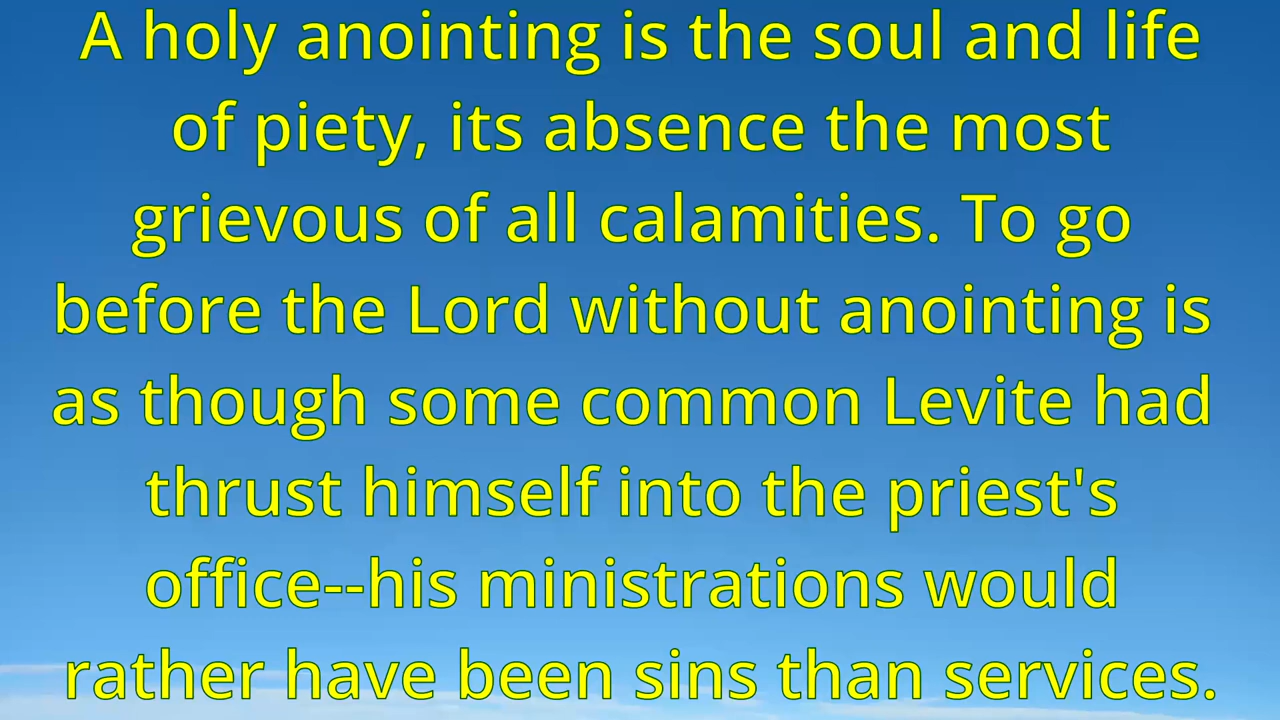 A holy anointing is the soul and life
of piety, its absence the most
grievous of all calamities. To go
before the Lord without anointing is
as though some common Levite had
thrust himself into the priest's
office--his ministrations would
rather have been sins than services.